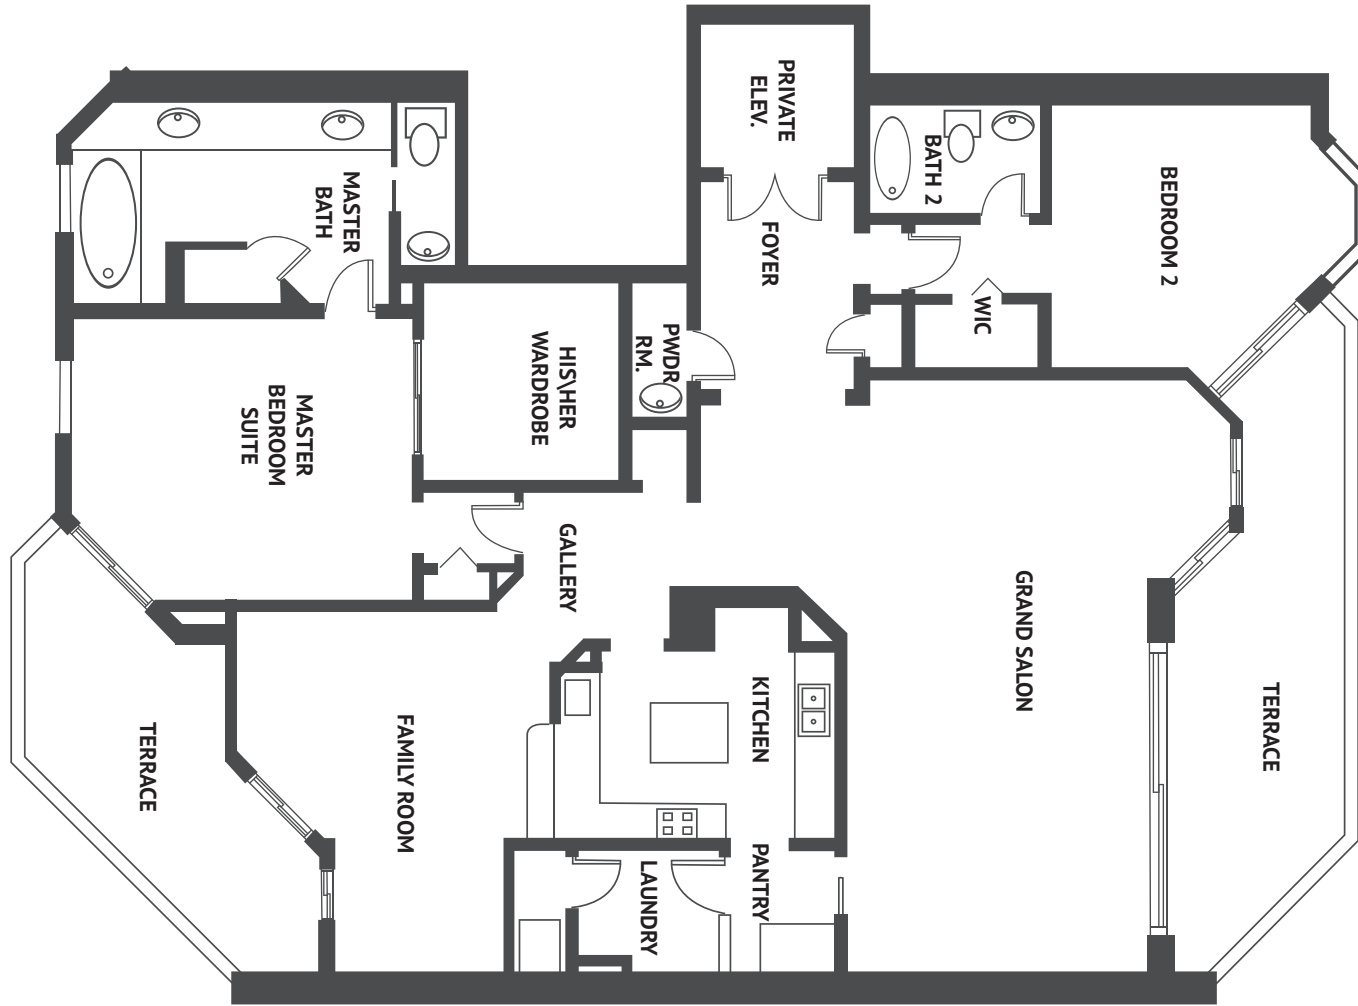 PRIVATE
ELEV.
BATH 2
BEDROOM 2
MASTER
BATH
FOYER
WIC
PWDR
RM.
HIS\HER
WARDROBE
MASTER
BEDROOM
SUITE
GALLERY
GRAND SALON
KITCHEN
TERRACE
FAMILY ROOM
TERRACE
PANTRY
LAUNDRY